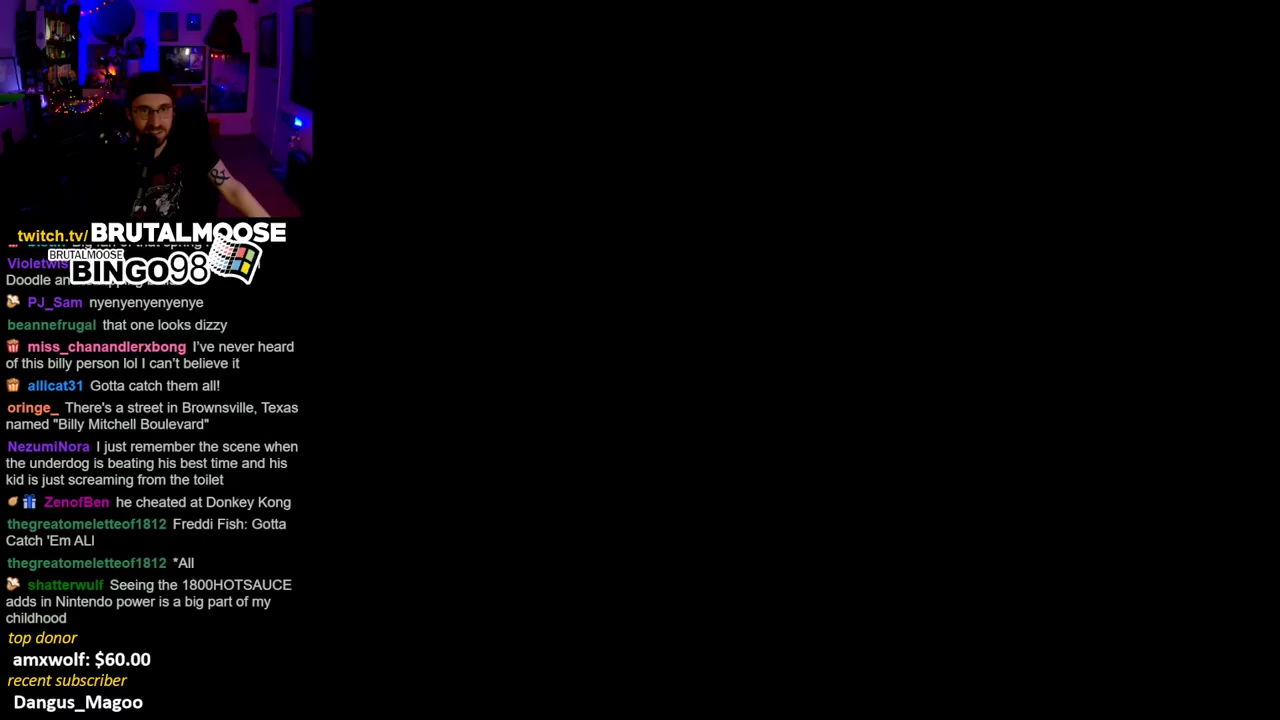 twitch.tv/BRUTALMOOSE
BRUTALMOOSE
BINGO98
Doodle an
PJ_Sam nyenyenyenyenye
beannefrugal that one looks dizzy
miss_chanandlerxbong I've never heard
of this billy person lol I can't believe it
allicat31 Gotta catch them all!
oringe_ There's a street in Brownsville, Texas
named "Billy Mitchell Boulevard"
NezumiNora I just remember the scene when
the underdog is beating his best time and his
kid is just screaming from the toilet
ZenofBen he cheated at Donkey Kong
thegreatomeletteof1812 Freddi Fish: Gotta
Catch 'Em ALl
thegreatomeletteof1812 *All
shatterwulf Seeing the 1800HOTSAUCE
adds in Nintendo power is a big part of my
childhood
top donor
amxwolf: $60.00
recent subscriber
Dangus_Magoo